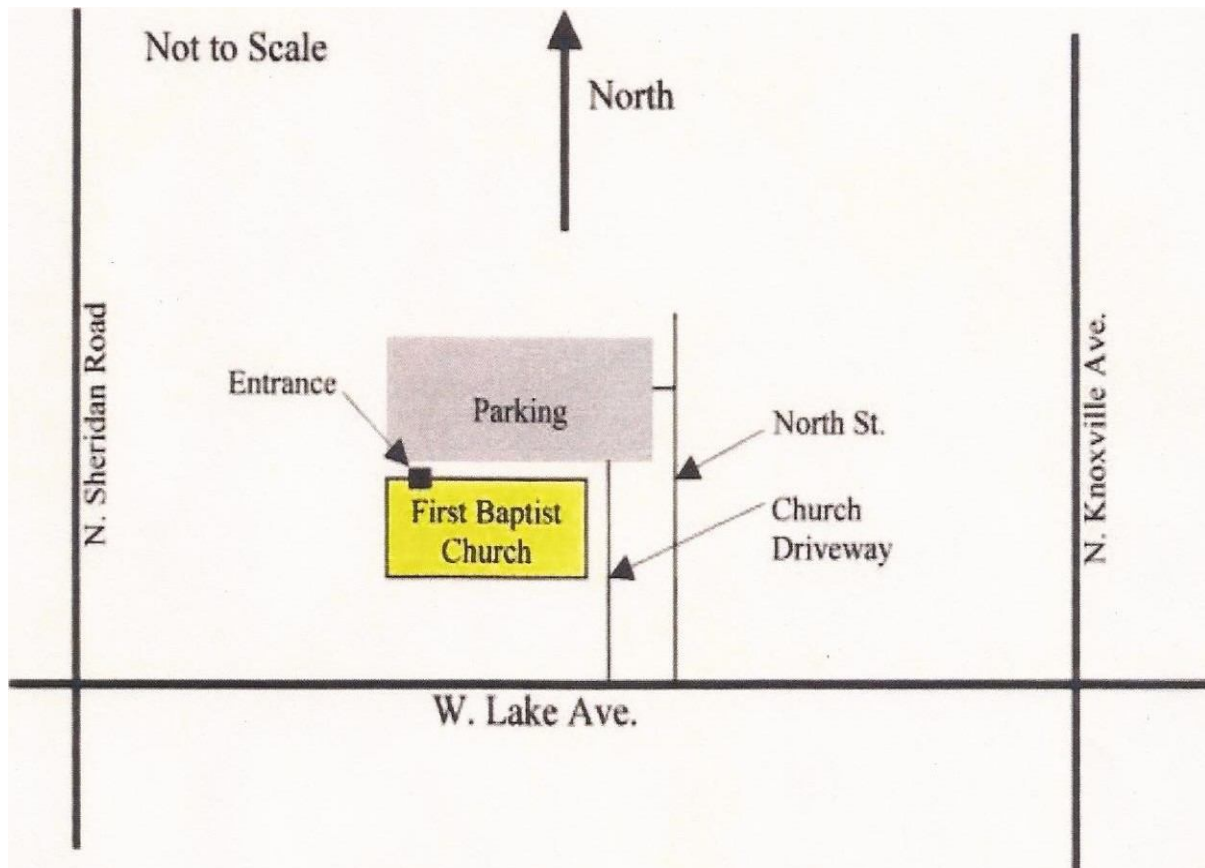 Not to Scale
North
N. Sheridan Road
Entrance
Parking
North St.
First Baptist
Church
Church
Driveway
N. Knoxville Ave.
W. Lake Ave.